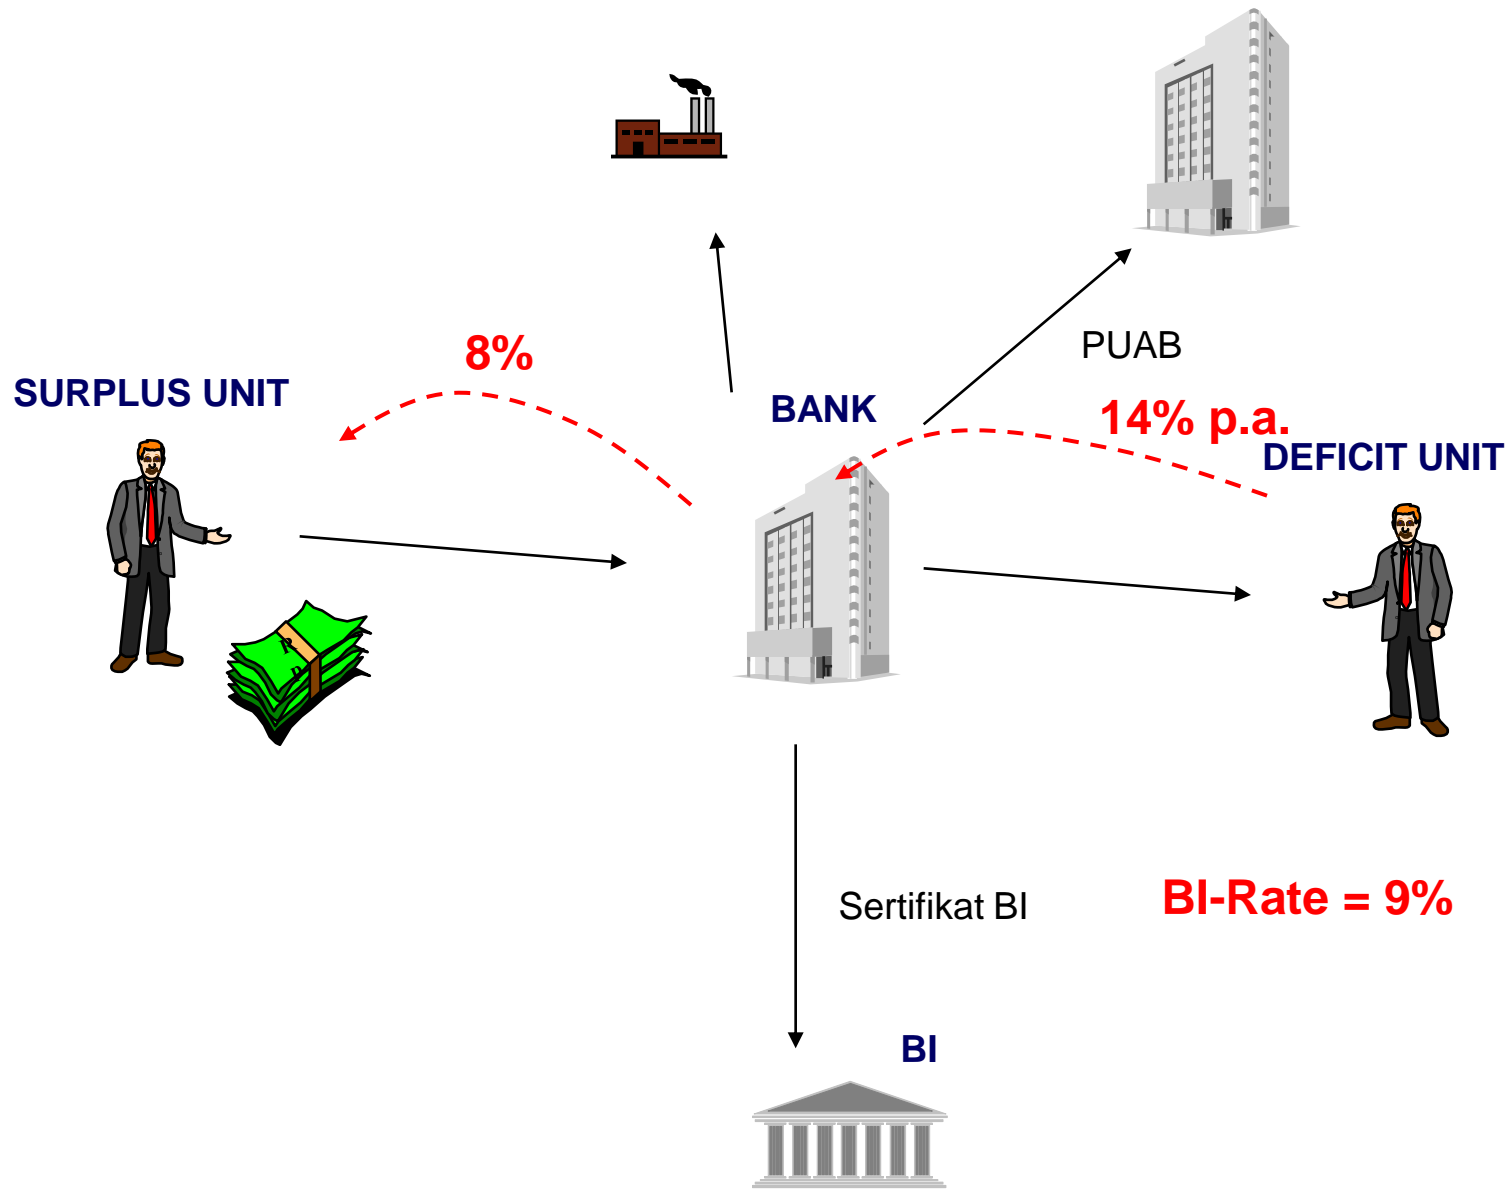 PUAB
8%
SURPLUS UNIT
BANK
14% p.a.
DEFICIT UNIT
R
P
Sertifikat BI
BI-Rate = 9%
BI